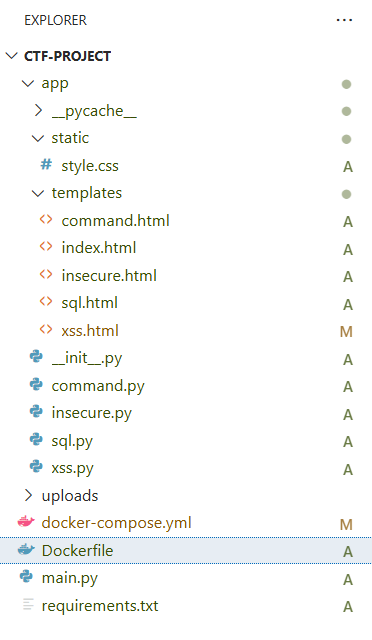 EXPLORER ...
CTF-PROJECT
app
__pycache__
static
# style.css A
templates
<> command.html A
<> index.html A
<> insecure.html A
<> sql.html A
<> xss.html M
__init__.py A
command.py A
insecure.py A
sql.py A
xss.py A
uploads
docker-compose.yml M
Dockerfile A
main.py A
requirements.txt A